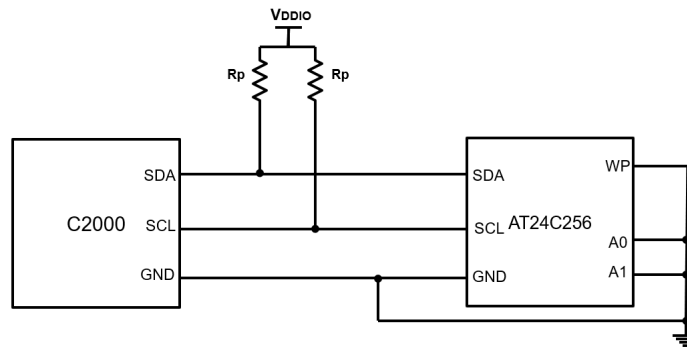 VDDIO
Rp Rp
SDA SDA WP
C2000 SCL SCL AT24C256
A0
GND GND A1